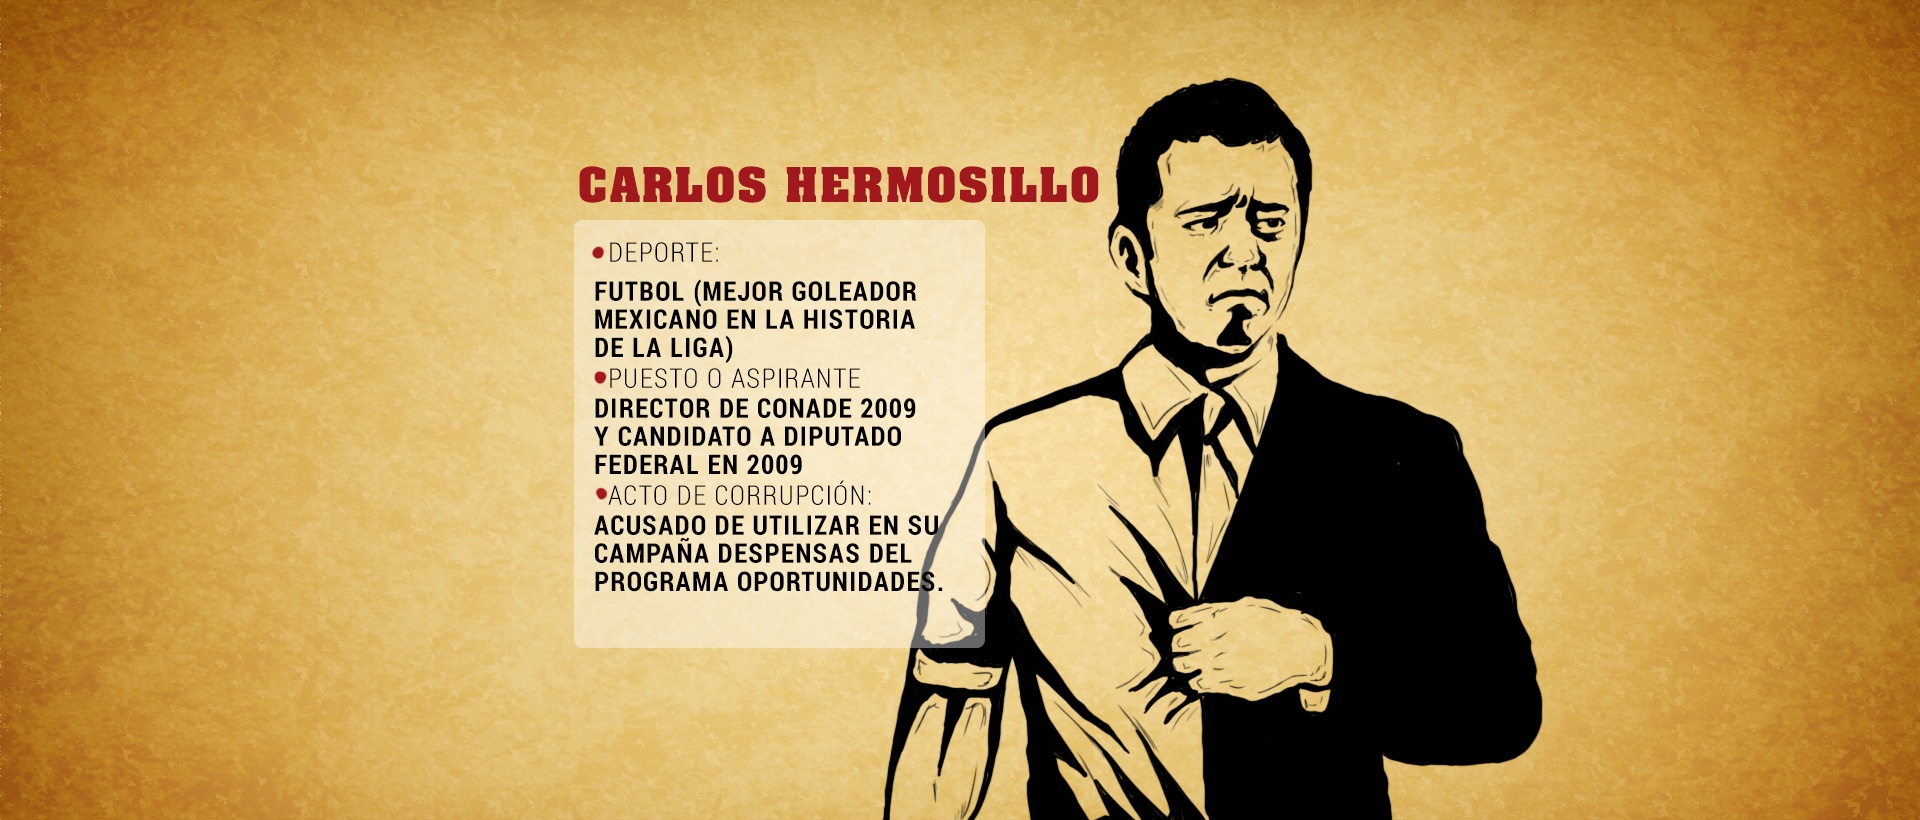 CARLOS HERMOSILLO
•DEPORTE:
FUTBOL (MEJOR GOLEADOR
MEXICANO EN LA HISTORIA
DE LA LIGA)
•PUESTO O ASPIRANTE
DIRECTOR DE CONADE 2009
Y CANDIDATO A DIPUTADO
FEDERAL EN 2009
•ACTO DE CORRUPCIÓN:
ACUSADO DE UTILIZAR EN SU
CAMPAÑA DESPENSAS DEL
PROGRAMA OPORTUNIDADES.